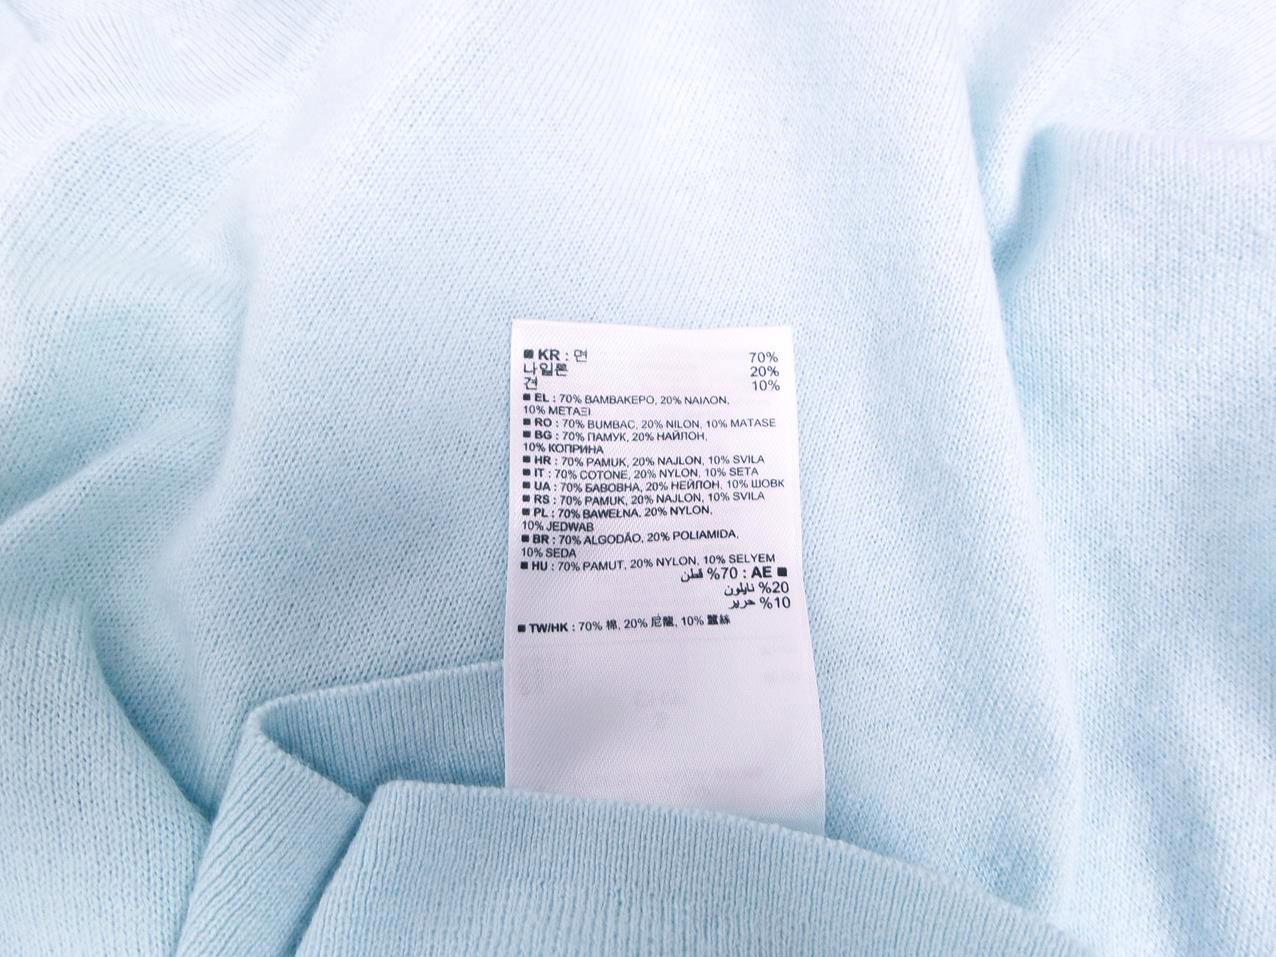 ■ KR : 면 70%
나일론 20%
견 10%
■ EL : 70% ΒΑΜΒΑΚΕΡΟ, 20% ΝΑΙΛΟΝ,
10% ΜΕΤΑΞΙ
■ RO : 70% BUMBAC, 20% NILON, 10% MATASE
■ BG : 70% ПАМУК, 20% НАЙЛОН,
10% КОПРИНА
■ HR : 70% PAMUK, 20% NAJLON, 10% SVILA
■ IT : 70% COTONE, 20% NYLON, 10% SETA
■ UA : 70% БАВОВНА, 20% НЕЙЛОН, 10% ШОВК
■ RS : 70% PAMUK, 20% NAJLON, 10% SVILA
■ PL : 70% BAWEŁNA, 20% NYLON,
10% JEDWAB
■ BR : 70% ALGODÃO, 20% POLIAMIDA,
10% SEDA
■ HU : 70% PAMUT, 20% NYLON, 10% SELYEM
■ AE : 70% قطن
20% نايلون
10% حرير
■ TW/HK : 70% 棉, 20% 尼龍, 10% 蠶絲